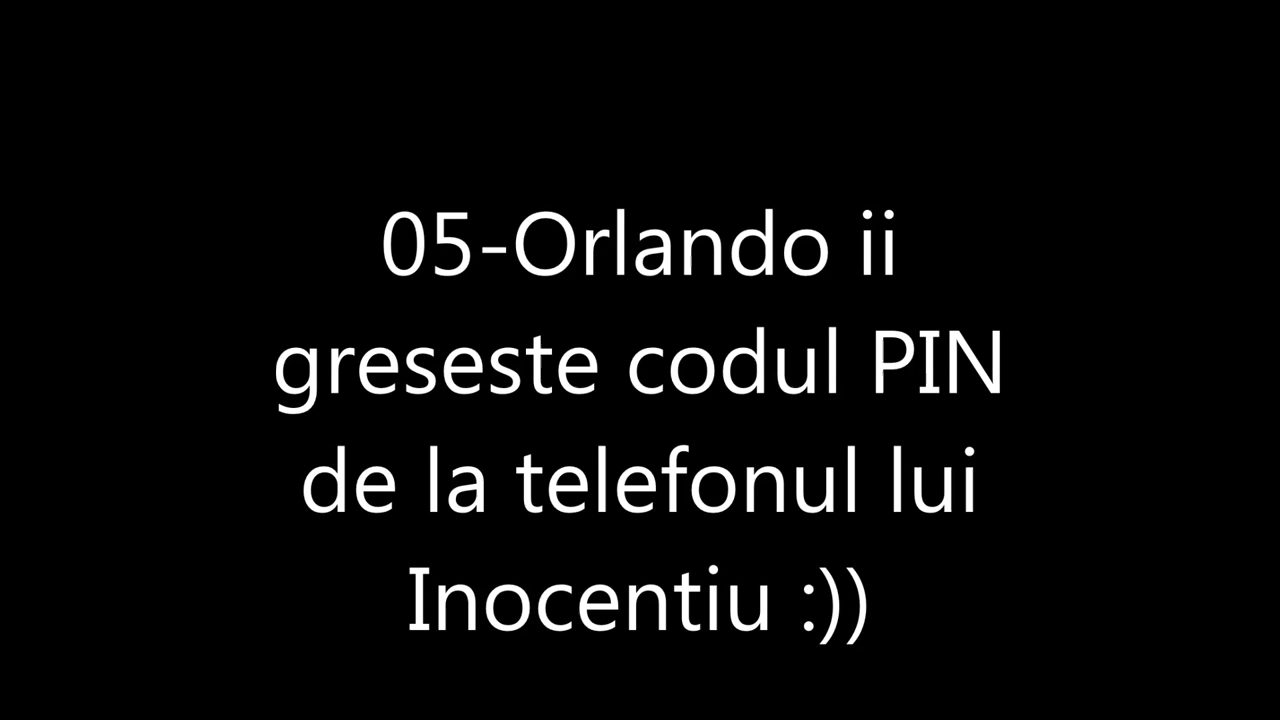 05-Orlando ii
greseste codul PIN
de la telefonul lui
Inocentiu :))